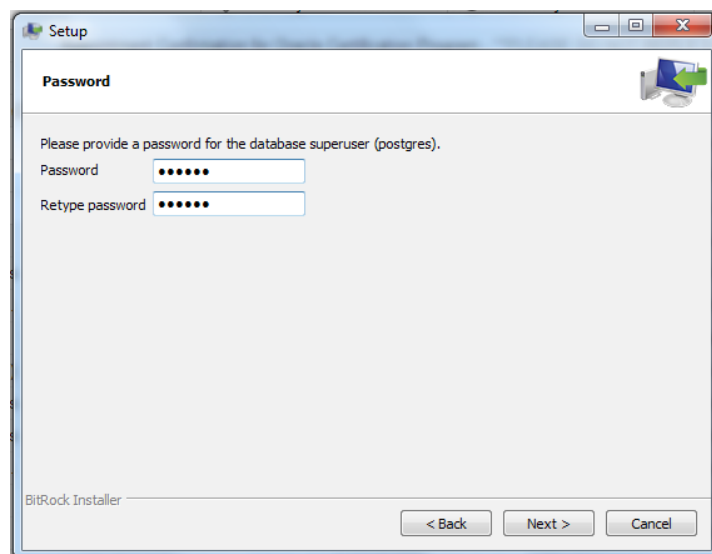 Setup
Password
Please provide a password for the database superuser (postgres).
Password ••••••
Retype password ••••••
BitRock Installer
< Back Next > Cancel